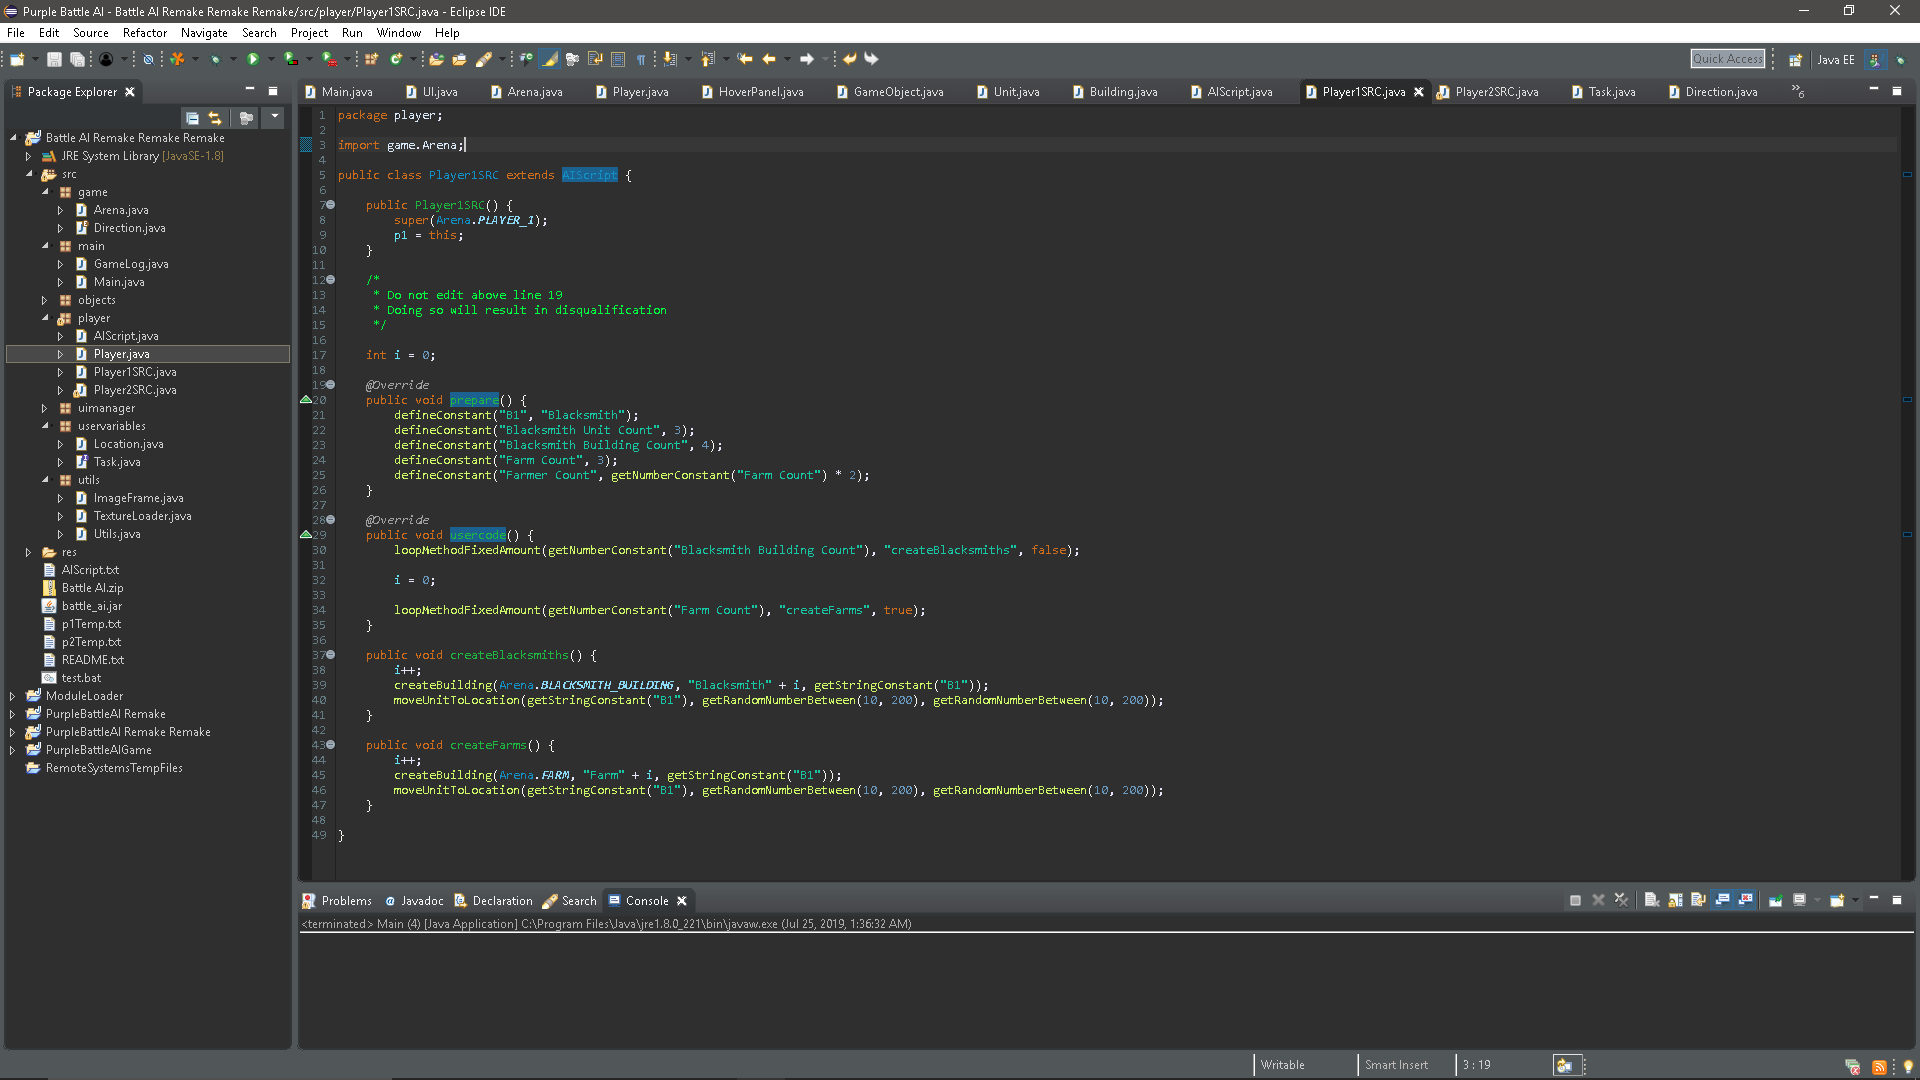 Purple Battle AI - Battle AI Remake Remake Remake/src/player/Player1SRC.java - Eclipse IDE
File Edit Source Refactor Navigate Search Project Run Window Help
Quick Access
Java EE
Package Explorer
Main.java UI.java Arena.java Player.java HoverPanel.java GameObject.java Unit.java Building.java AIScript.java Player1SRC.java Player2SRC.java Task.java Direction.java »6
Battle AI Remake Remake Remake
JRE System Library [JavaSE-1.8]
src
game
Arena.java
Direction.java
main
GameLog.java
Main.java
objects
player
AIScript.java
Player.java
Player1SRC.java
Player2SRC.java
uimanager
uservariables
Location.java
Task.java
utils
ImageFrame.java
TextureLoader.java
Utils.java
res
AIScript.txt
Battle AI.zip
battle_ai.jar
p1Temp.txt
p2Temp.txt
README.txt
test.bat
ModuleLoader
PurpleBattleAI Remake
PurpleBattleAI Remake Remake
PurpleBattleAIGame
RemoteSystemsTempFiles
1 package player;
2
3 import game.Arena;
4
5 public class Player1SRC extends AIScript {
6
7 public Player1SRC() {
8 super(Arena.PLAYER_1);
9 p1 = this;
10 }
11
12 /*
13 * Do not edit above line 19
14 * Doing so will result in disqualification
15 */
16
17 int i = 0;
18
19 @Override
20 public void prepare() {
21 defineConstant("B1", "Blacksmith");
22 defineConstant("Blacksmith Unit Count", 3);
23 defineConstant("Blacksmith Building Count", 4);
24 defineConstant("Farm Count", 3);
25 defineConstant("Farmer Count", getNumberConstant("Farm Count") * 2);
26 }
27
28 @Override
29 public void usercode() {
30 loopMethodFixedAmount(getNumberConstant("Blacksmith Building Count"), "createBlacksmiths", false);
31
32 i = 0;
33
34 loopMethodFixedAmount(getNumberConstant("Farm Count"), "createFarms", true);
35 }
36
37 public void createBlacksmiths() {
38 i++;
39 createBuilding(Arena.BLACKSMITH_BUILDING, "Blacksmith" + i, getStringConstant("B1"));
40 moveUnitToLocation(getStringConstant("B1"), getRandomNumberBetween(10, 200), getRandomNumberBetween(10, 200));
41 }
42
43 public void createFarms() {
44 i++;
45 createBuilding(Arena.FARM, "Farm" + i, getStringConstant("B1"));
46 moveUnitToLocation(getStringConstant("B1"), getRandomNumberBetween(10, 200), getRandomNumberBetween(10, 200));
47 }
48
49 }
Problems @ Javadoc Declaration Search Console
<terminated> Main (4) [Java Application] C:\Program Files\Java\jre1.8.0_221\bin\javaw.exe (Jul 25, 2019, 1:36:32 AM)
Writable Smart Insert 3 : 19